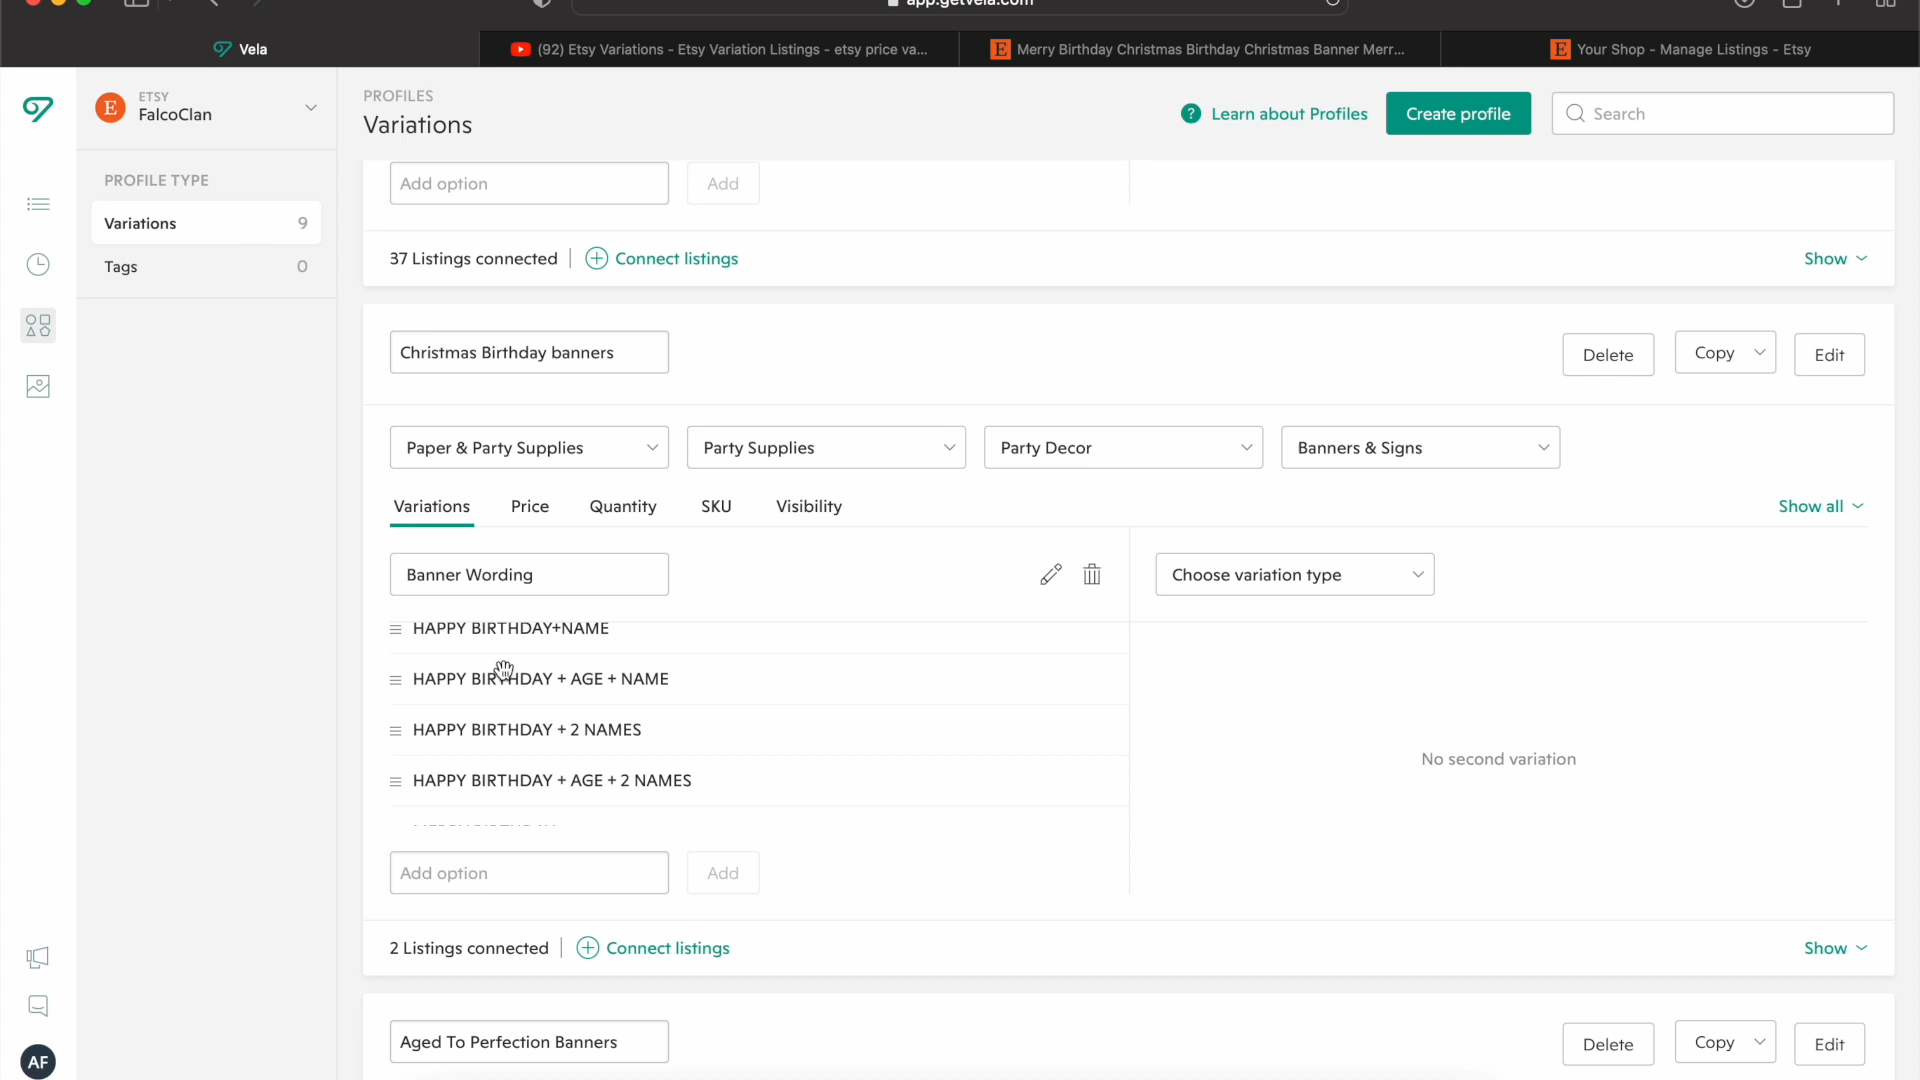 Vela
(92) Etsy Variations - Etsy Variation Listings - etsy price va...
Merry Birthday Christmas Birthday Christmas Banner Merr...
Your Shop - Manage Listings - Etsy
app.getvela.com
E
ETSY
FalcoClan
PROFILES
Variations
? Learn about Profiles
Create profile
Search
PROFILE TYPE
Variations 9
Tags 0
Add option
Add
37 Listings connected
Connect listings
Show
Christmas Birthday banners
Delete
Copy
Edit
Paper & Party Supplies
Party Supplies
Party Decor
Banners & Signs
Variations
Price
Quantity
SKU
Visibility
Show all
Banner Wording
Choose variation type
HAPPY BIRTHDAY+NAME
HAPPY BIRTHDAY + AGE + NAME
HAPPY BIRTHDAY + 2 NAMES
No second variation
HAPPY BIRTHDAY + AGE + 2 NAMES
Add option
Add
2 Listings connected
Connect listings
Show
Aged To Perfection Banners
Delete
Copy
Edit
AF